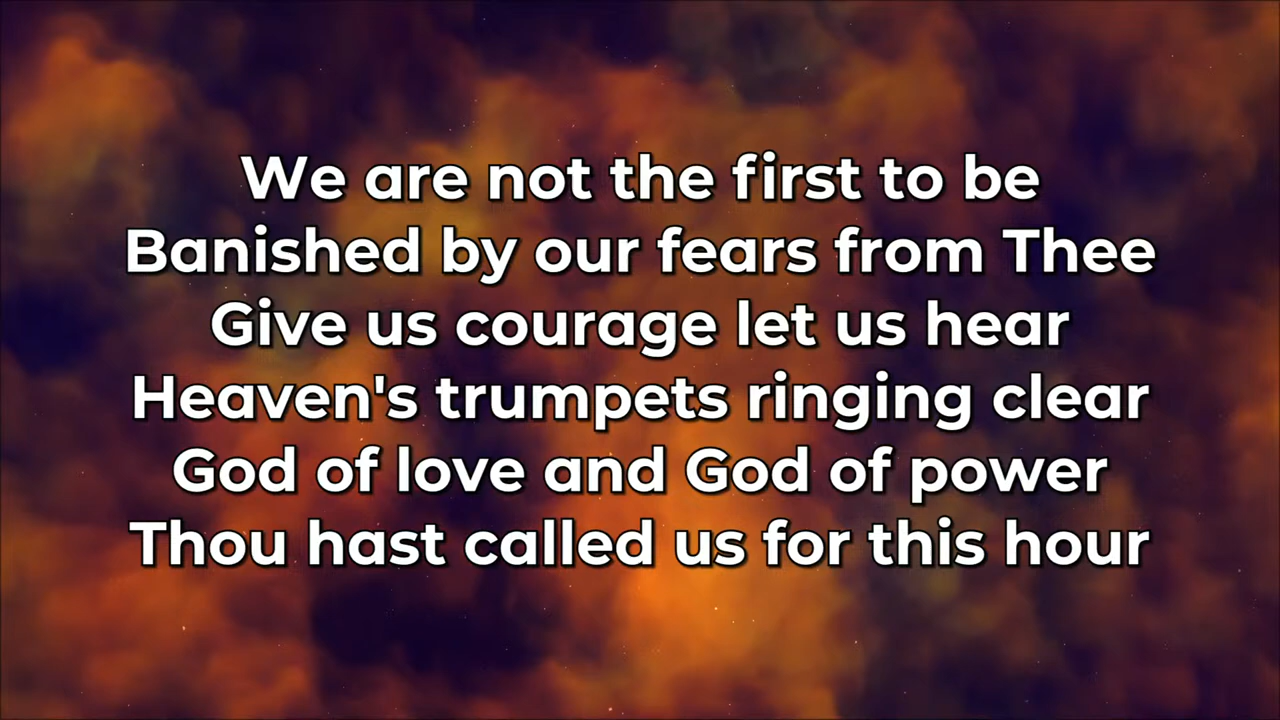 We are not the first to be
Banished by our fears from Thee
Give us courage let us hear
Heaven's trumpets ringing clear
God of love and God of power
Thou hast called us for this hour